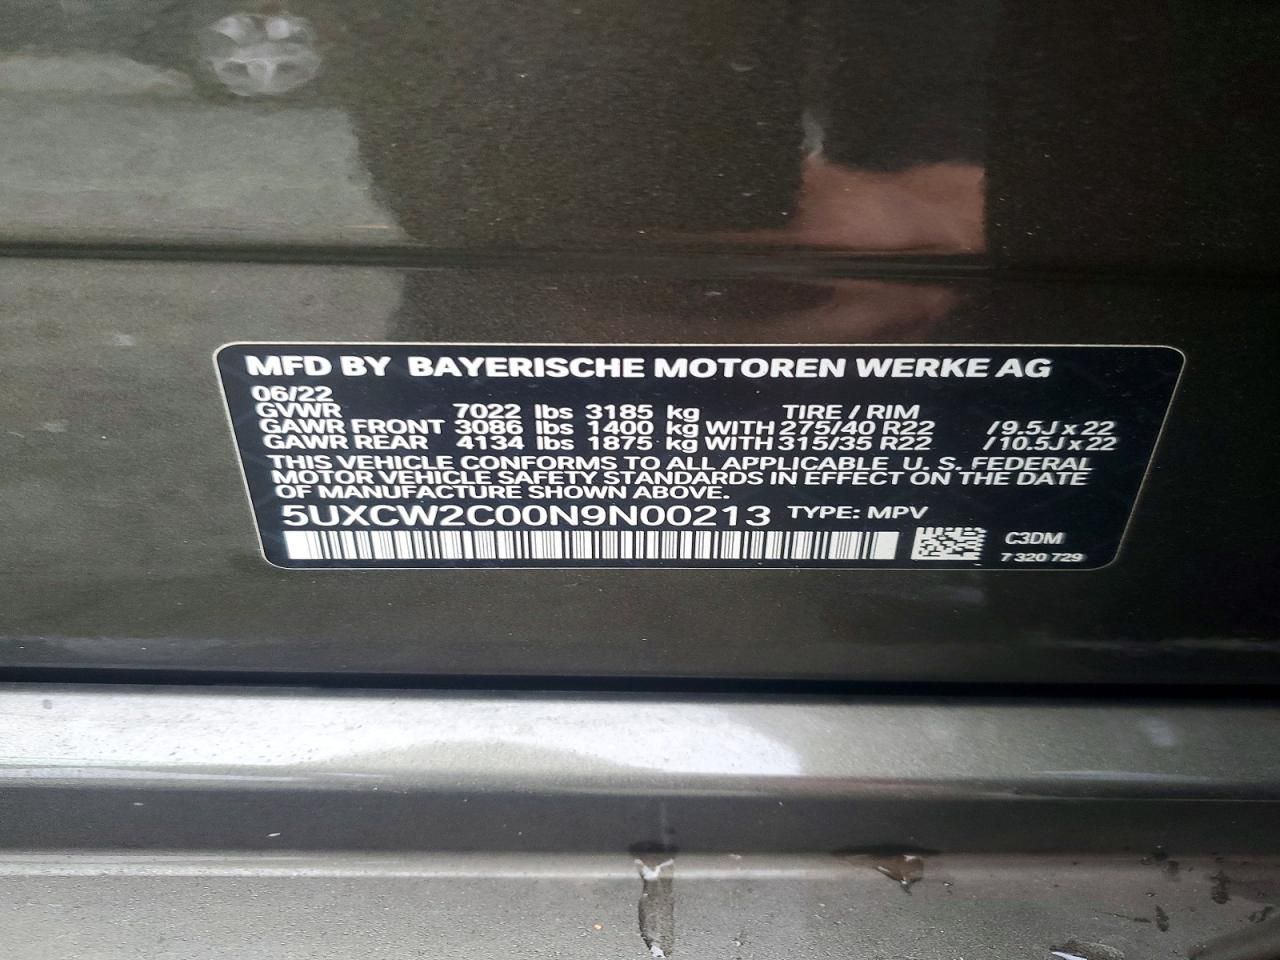 MFD BY BAYERISCHE MOTOREN WERKE AG
06/22
GVWR 7022 lbs 3185 kg TIRE / RIM
GAWR FRONT 3086 lbs 1400 kg WITH 275/40 R22 / 9.5J x 22
GAWR REAR 4134 lbs 1875 kg WITH 315/35 R22 / 10.5J x 22
THIS VEHICLE CONFORMS TO ALL APPLICABLE U. S. FEDERAL
MOTOR VEHICLE SAFETY STANDARDS IN EFFECT ON THE DATE
OF MANUFACTURE SHOWN ABOVE.
5UXCW2C00N9N00213 TYPE: MPV
C3DM
7 320 729